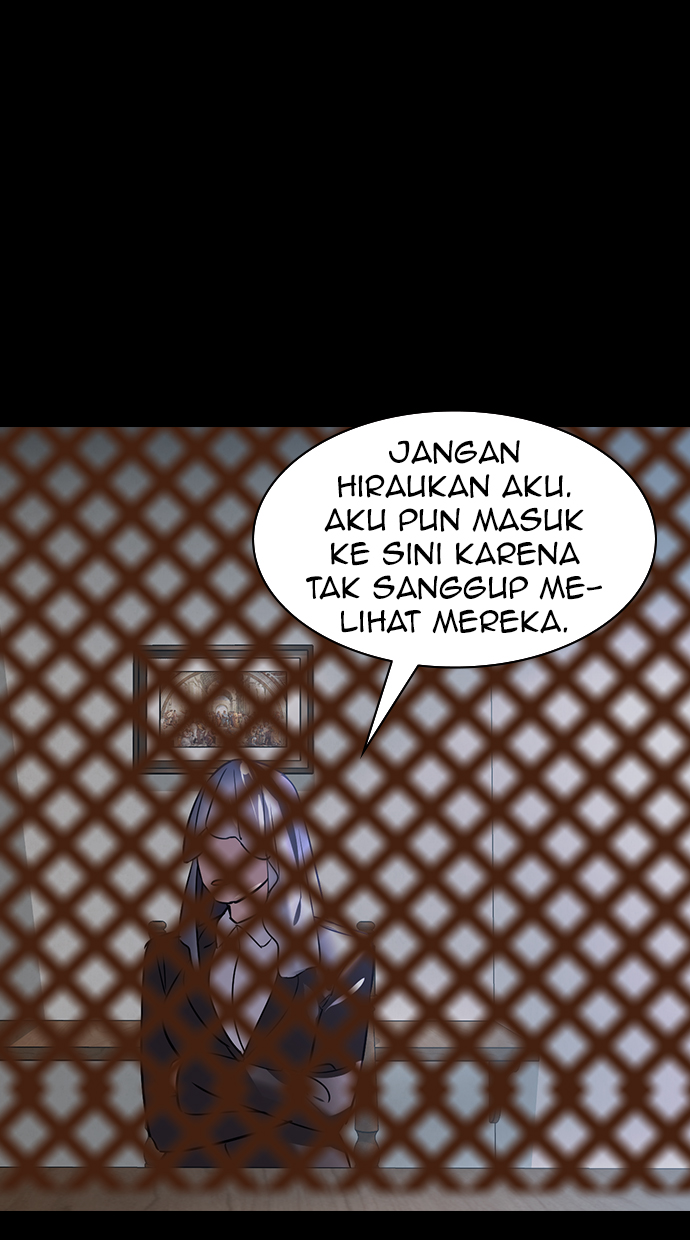 JANGAN
HIRAUKAN AKU.
AKU PUN MASUK
KE SINI KARENA
TAK SANGGUP ME-
LIHAT MEREKA.